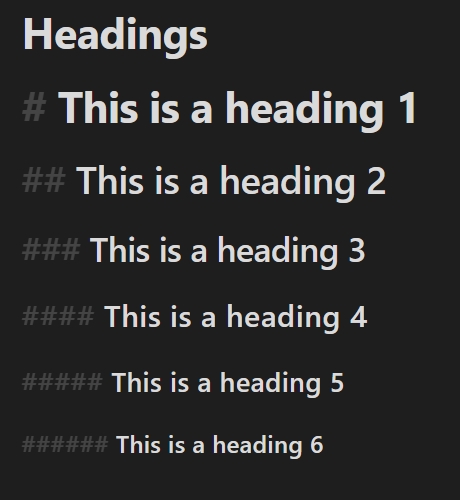 Headings
# This is a heading 1
## This is a heading 2
### This is a heading 3
#### This is a heading 4
##### This is a heading 5
###### This is a heading 6